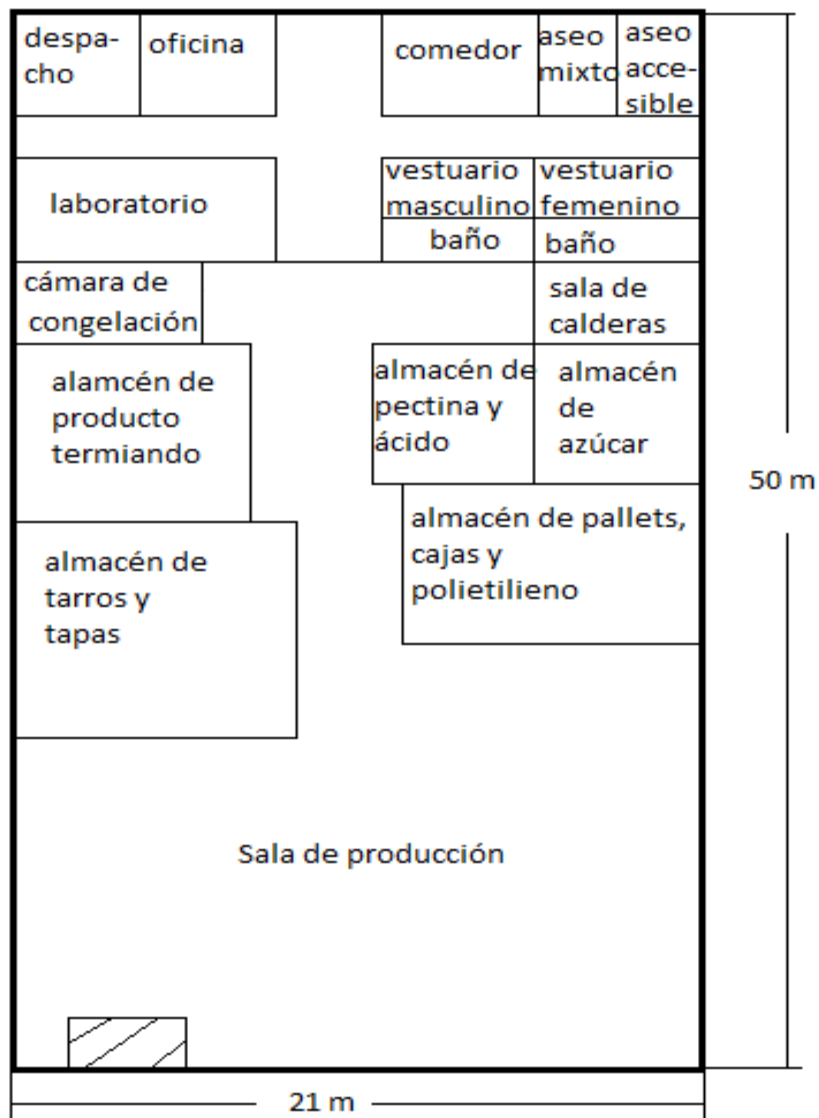 despa-
cho
oficina
comedor
aseo
mixto
aseo
acce-
sible
laboratorio
vestuario
masculino
vestuario
femenino
baño
baño
cámara de
congelación
sala de
calderas
alamcén de
producto
termiando
almacén de
pectina y
ácido
almacén
de
azúcar
50 m
almacén de pallets,
cajas y
polietilieno
almacén de
tarros y
tapas
Sala de producción
21 m